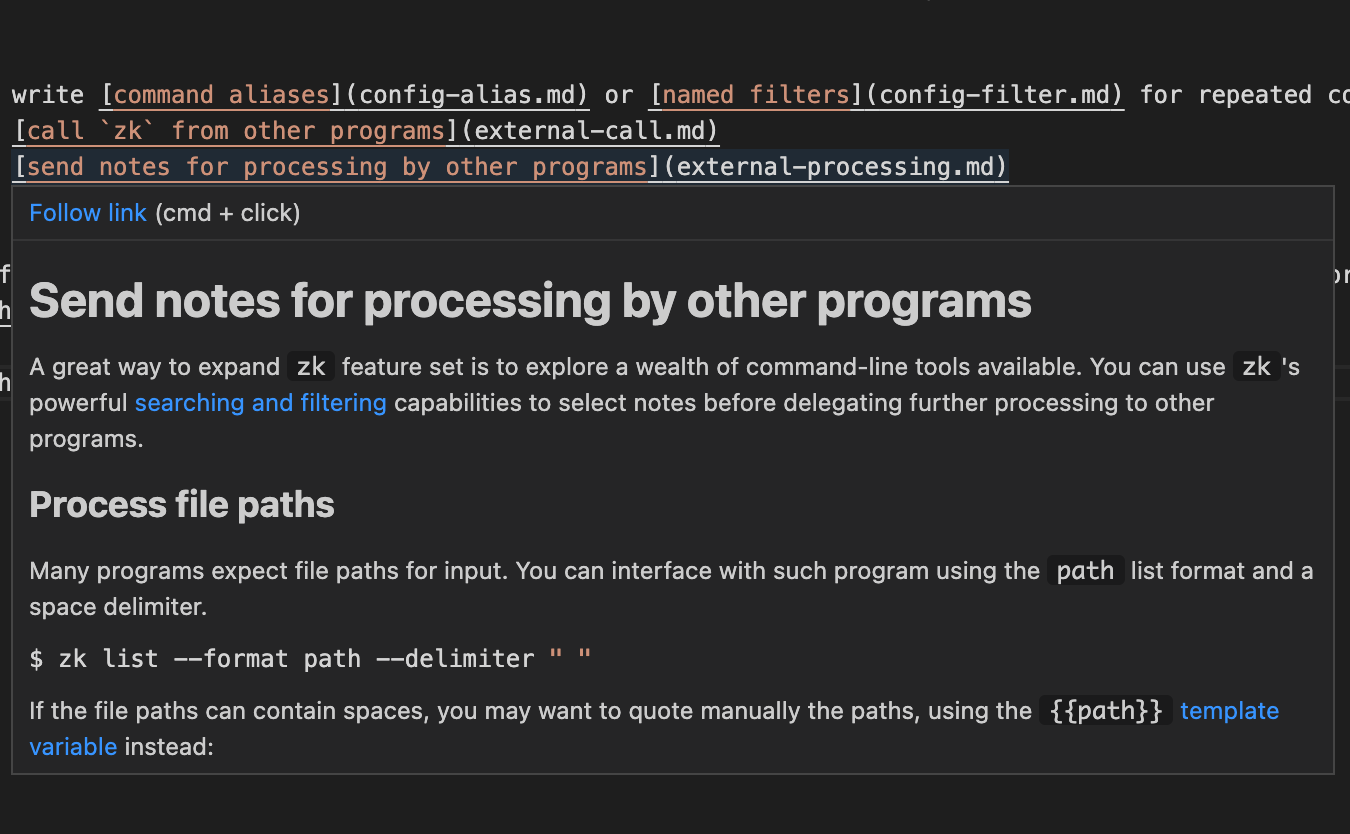 write [command aliases](config-alias.md) or [named filters](config-filter.md) for repeated
[call `zk` from other programs](external-call.md)
[send notes for processing by other programs](external-processing.md)
Follow link (cmd + click)
Send notes for processing by other programs
A great way to expand zk feature set is to explore a wealth of command-line tools available. You can use zk's
powerful searching and filtering capabilities to select notes before delegating further processing to other
programs.
Process file paths
Many programs expect file paths for input. You can interface with such program using the path list format and a
space delimiter.
$ zk list --format path --delimiter " "
If the file paths can contain spaces, you may want to quote manually the paths, using the {{path}} template
variable instead: